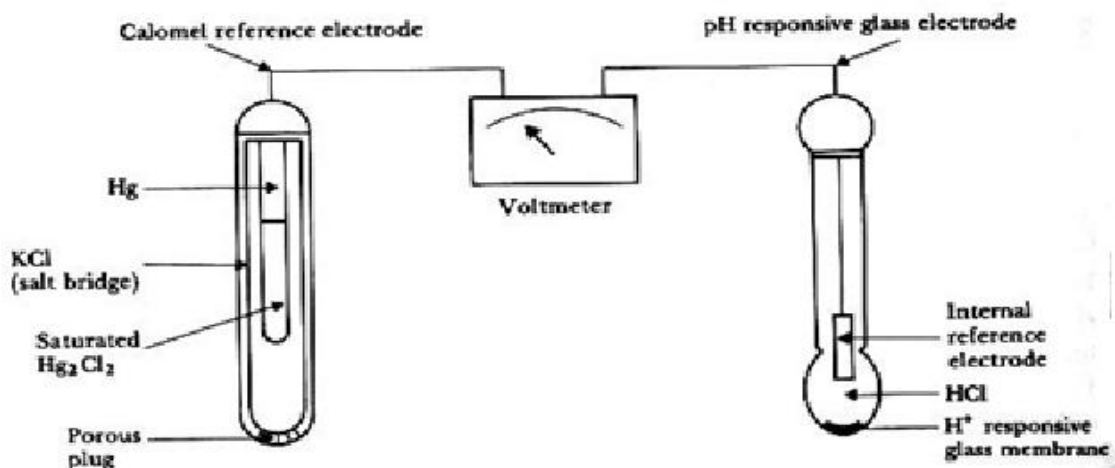 Calomel reference electrode
pH responsive glass electrode
Hg
Voltmeter
KCl
(salt bridge)
Saturated
Hg₂Cl₂
Porous
plug
Internal
reference
electrode
HCl
H⁺ responsive
glass membrane